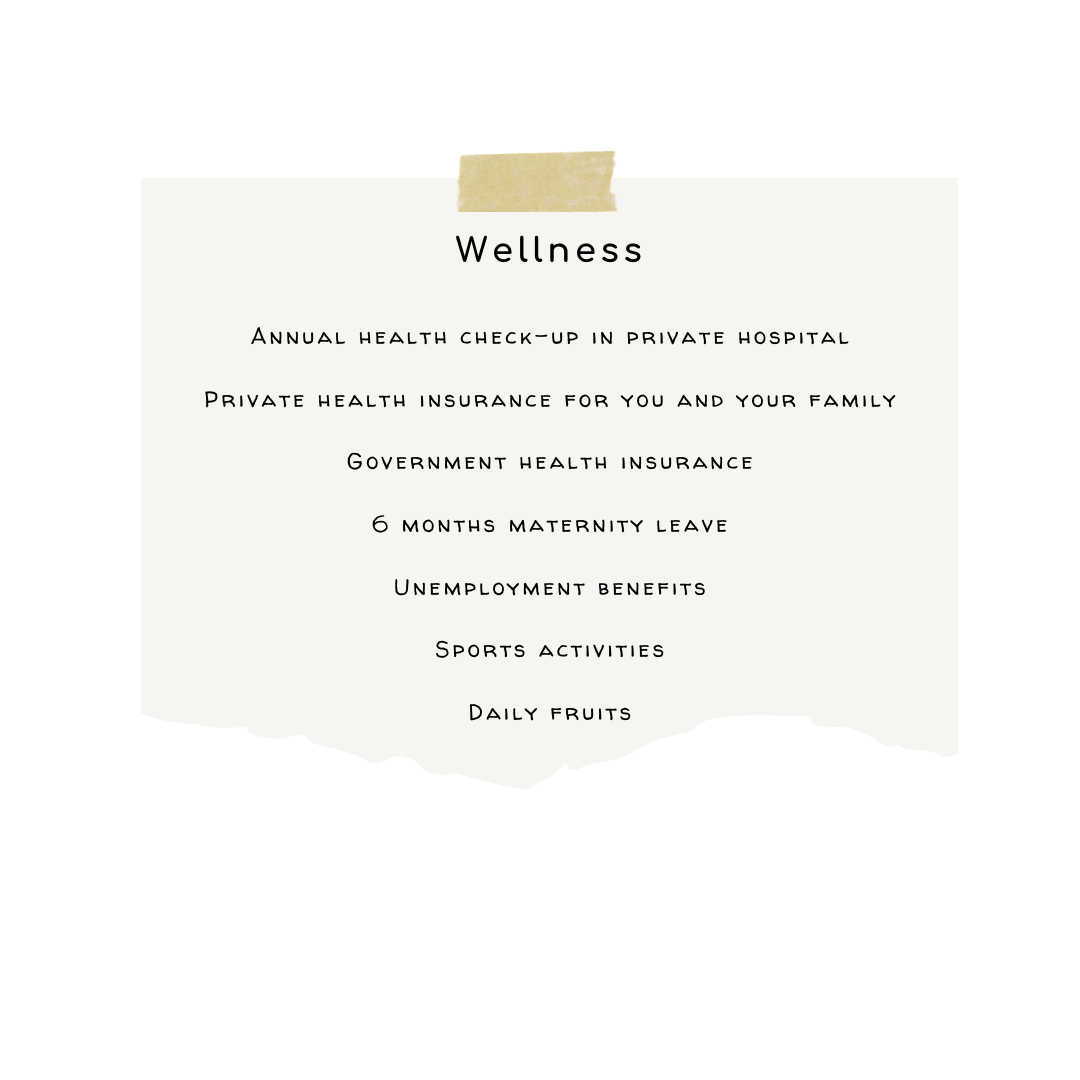 Wellness
Annual health check-up in private hospital
Private health insurance for you and your family
Government health insurance
6 months maternity leave
Unemployment benefits
Sports activities
Daily fruits